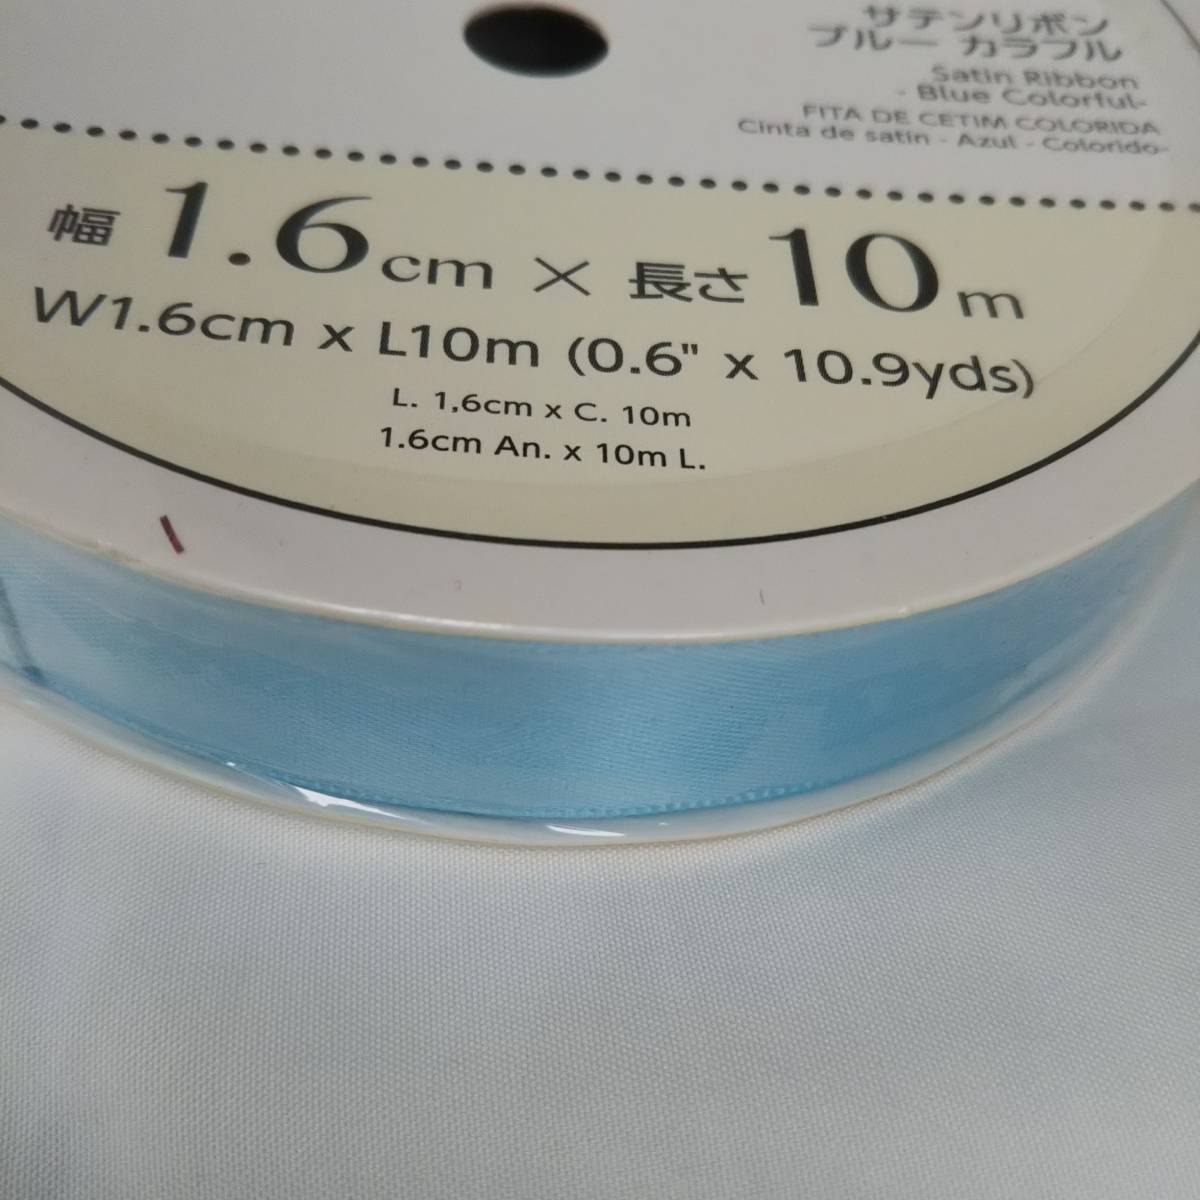 サテンリボン
ブルー カラフル
Satin Ribbon
- Blue Colorful-
FITA DE CETIM COLORIDA
Cinta de satín - Azul - Colorido-
幅 1.6cm × 長さ 10m
W1.6cm x L10m (0.6" x 10.9yds)
L. 1,6cm x C. 10m
1.6cm An. x 10m L.